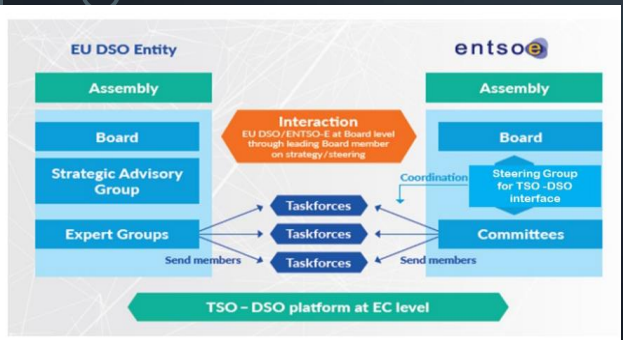 EU DSO Entity
entsoe
Assembly
Assembly
Interaction
EU DSO/ENTSO-E at Board level
through leading Board member
on strategy/steering
Board
Board
Strategic Advisory
Group
Coordination
Steering Group
for TSO -DSO
interface
Taskforces
Expert Groups
Taskforces
Committees
Send members
Taskforces
Send members
TSO – DSO platform at EC level